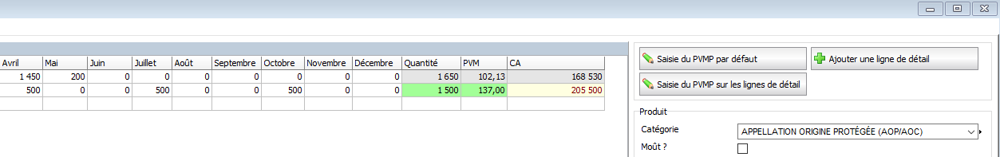 Saisie du PVMP par défaut Ajouter une ligne de détail
Avril Mai Juin Juillet Août Septembre Octobre Novembre Décembre Quantité PVM CA
1 450 200 0 0 0 0 0 0 0 1 650 102,13 168 530
Saisie du PVMP sur les lignes de détail
500 0 0 500 0 0 500 0 0 1 500 137,00 205 500
Produit
Catégorie APPELLATION ORIGINE PROTÉGÉE (AOP/AOC)
Moût ?